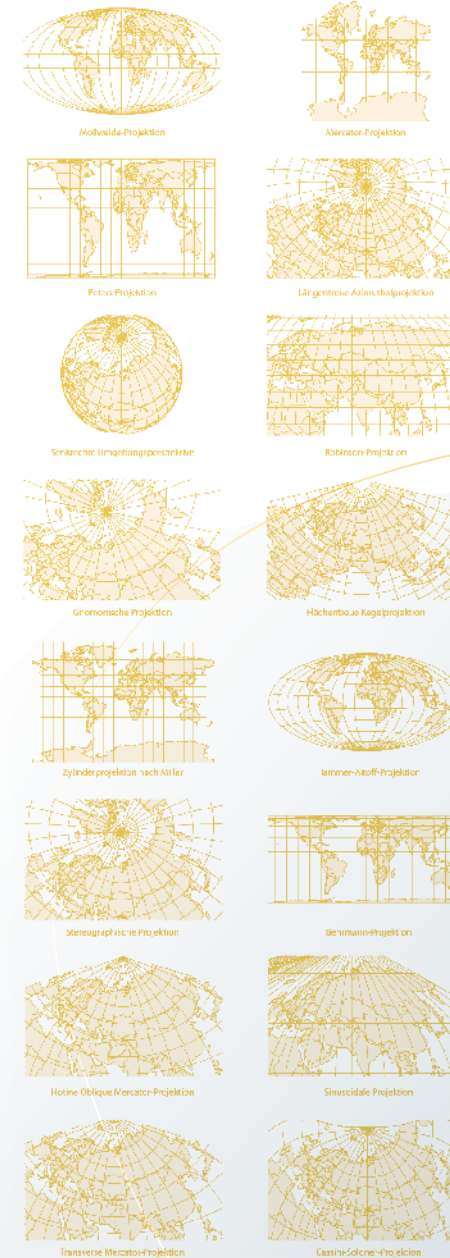 Mollweide-Projektion
Mercator-Projektion
Peters-Projektion
Längentreue Azimuthalprojektion
Senkrechte Umgebungsperspektive
Robinson-Projektion
Gnomonische Projektion
Flächentreue Kegelprojektion
Zylinderprojektion nach Miller
Hammer-Aitoff-Projektion
Stereographische Projektion
Behrmann-Projektion
Hotine Oblique Mercator-Projektion
Sinusoidale Projektion
Transverse Mercator-Projektion
Cassini-Soldner-Projektion